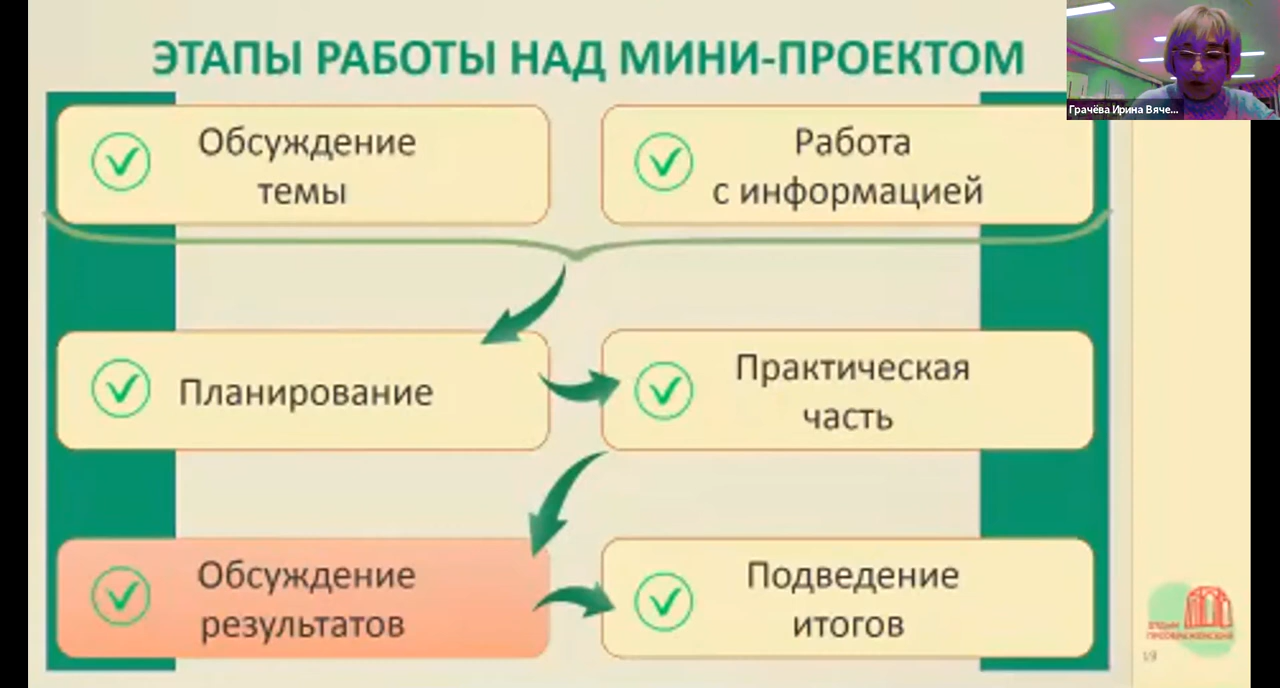 ЭТАПЫ РАБОТЫ НАД МИНИ-ПРОЕКТОМ
Грачёва Ирина Вяче...
Обсуждение
темы
Работа
с информацией
Планирование
Практическая
часть
Обсуждение
результатов
Подведение
итогов
19